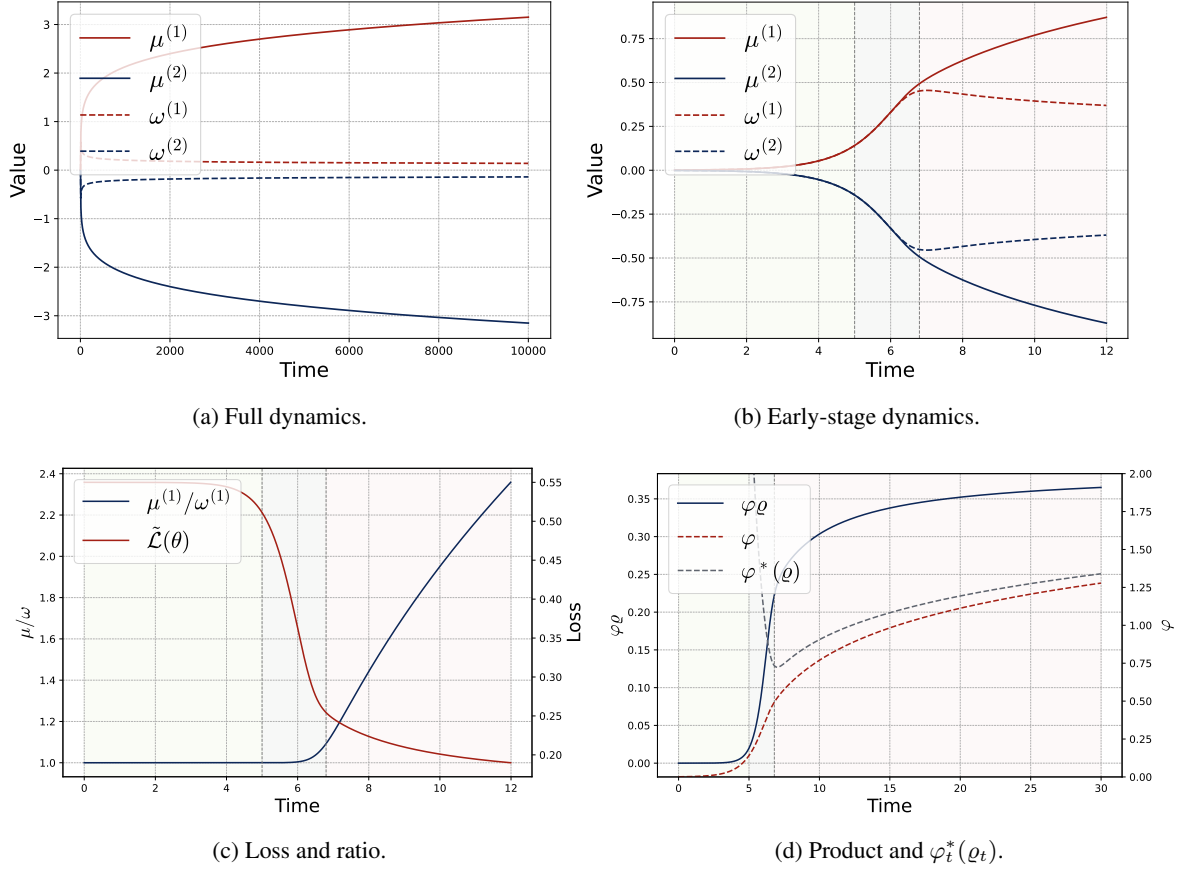 3
2
1
0
−1
−2
−3
Value
0 2000 4000 6000 8000 10000
Time
μ⁽¹⁾
μ⁽²⁾
ω⁽¹⁾
ω⁽²⁾
(a) Full dynamics.
0.75
0.50
0.25
0.00
−0.25
−0.50
−0.75
Value
0 2 4 6 8 10 12
Time
μ⁽¹⁾
μ⁽²⁾
ω⁽¹⁾
ω⁽²⁾
(b) Early-stage dynamics.
2.4
2.2
2.0
1.8
1.6
1.4
1.2
1.0
μ/ω
0 2 4 6 8 10 12
Time
μ⁽¹⁾/ω⁽¹⁾
ℒ̃(θ)
0.55
0.50
0.45
0.40
0.35
0.30
0.25
0.20
Loss
(c) Loss and ratio.
0.35
0.30
0.25
0.20
0.15
0.10
0.05
0.00
φϱ
0 5 10 15 20 25 30
Time
φϱ
φ
φ*(ϱ)
2.00
1.75
1.50
1.25
1.00
0.75
0.50
0.25
0.00
φ
(d) Product and φₜ*(ϱₜ).